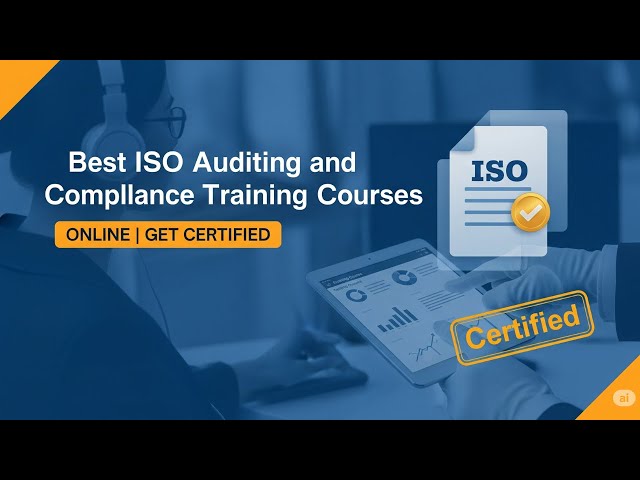 Best ISO Auditing and
Compllance Training Courses
ONLINE | GET CERTIFIED
ISO
Certified
ai